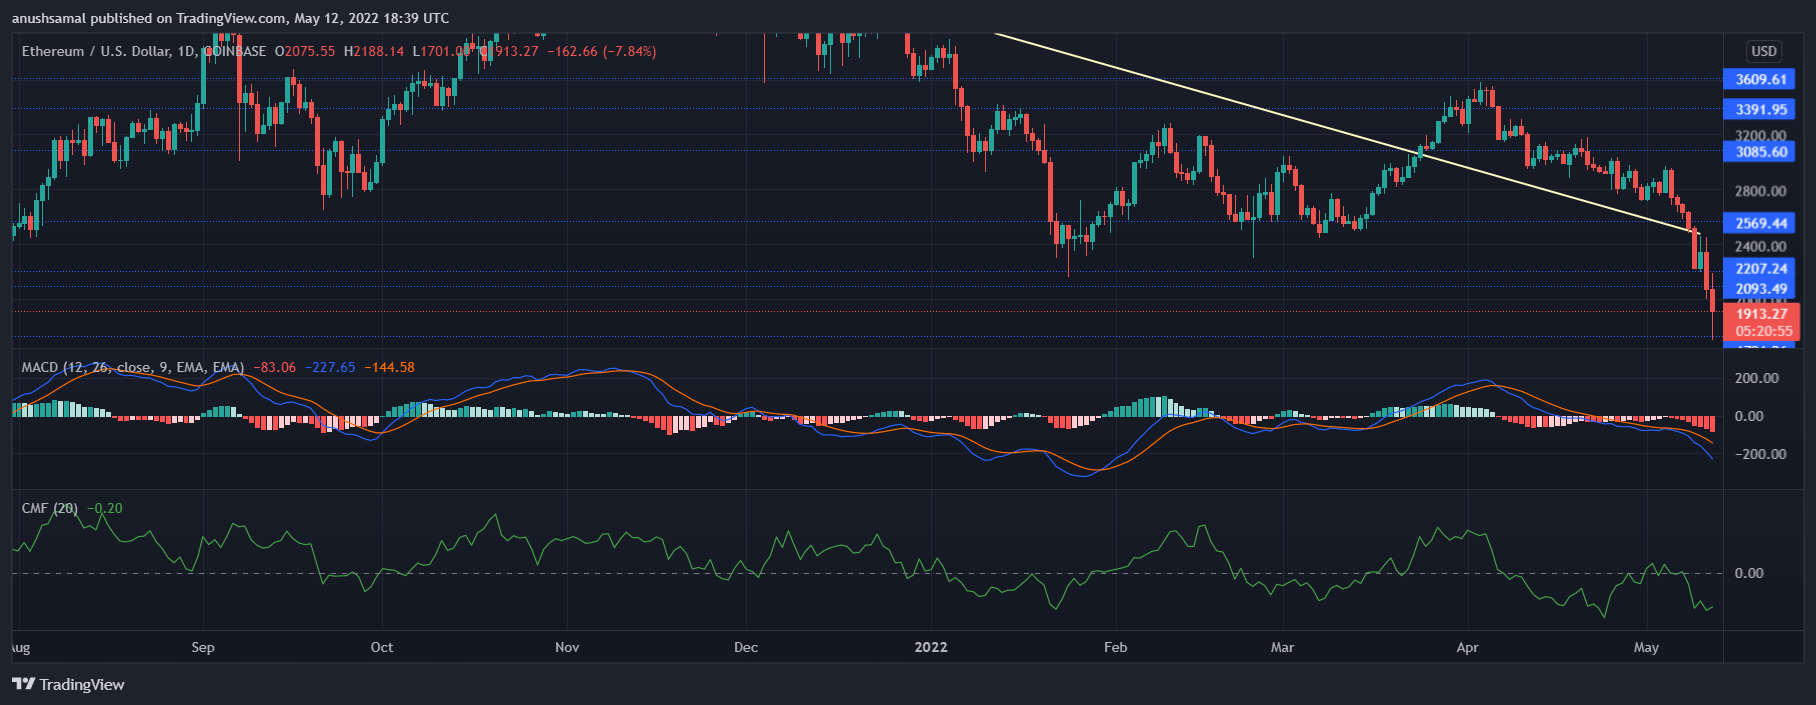 anushsamal published on TradingView.com, May 12, 2022 18:39 UTC
Ethereum / U.S. Dollar, 1D, COINBASE O2075.55 H2188.14 L1701.00 C1913.27 −162.66 (−7.84%)
USD
3609.61
3391.95
3200.00
3085.60
2800.00
2569.44
2400.00
2207.24
2093.49
2000.00
1913.27
05:20:55
MACD (12, 26, close, 9, EMA, EMA) −83.06 −227.65 −144.58
200.00
0.00
−200.00
CMF (20) −0.20
0.00
Aug Sep Oct Nov Dec 2022 Feb Mar Apr May
TradingView